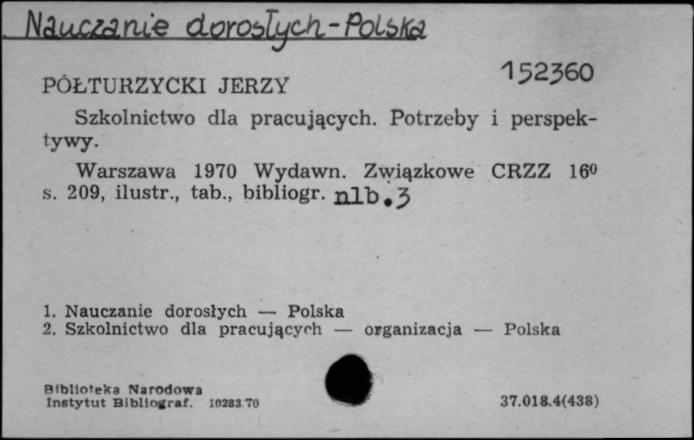 Nauczanie dorosłych-Polska
152360
PÓŁTURZYCKI JERZY
Szkolnictwo dla pracujących. Potrzeby i perspek-
tywy.
Warszawa 1970 Wydawn. Związkowe CRZZ 16⁰
s. 209, ilustr., tab., bibliogr. nlb.3
1. Nauczanie dorosłych — Polska
2. Szkolnictwo dla pracujących — organizacja — Polska
Biblioteka Narodowa
Instytut Bibliograf. 10283.70
37.018.4(438)